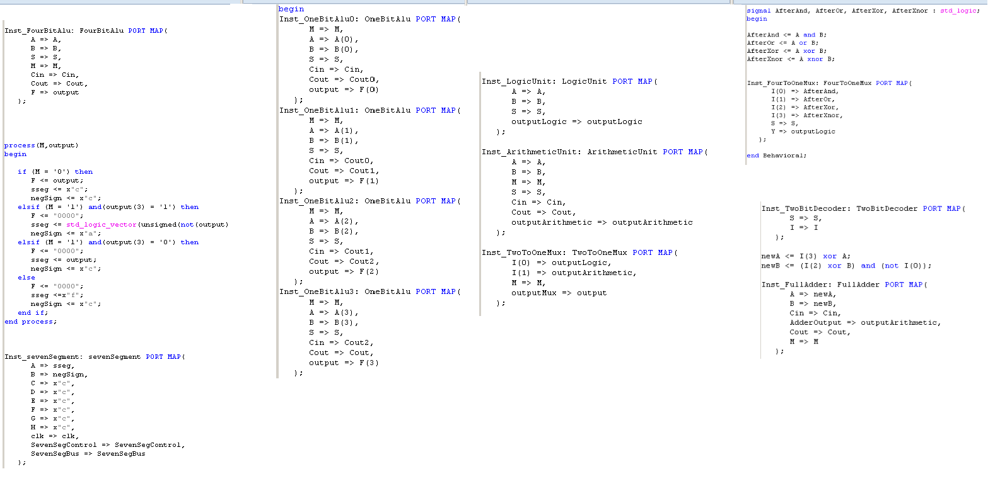 Inst_FourBitAlu: FourBitAlu PORT MAP(
A => A,
B => B,
S => S,
M => M,
Cin => Cin,
Cout => Cout,
F => output
);
process(M,output)
begin
if (M = '0') then
F <= output;
sseg <= x"c";
negSign <= x"c";
elsif (M = '1') and(output(3) = '1') then
F <= "0000";
sseg <= std_logic_vector(unsigned(not(output)
negSign <= x"a";
elsif (M = '1') and(output(3) = '0') then
F <= "0000";
sseg <= output;
negSign <= x"c";
else
F <= "0000";
sseg <=x"f";
negSign <= x"c";
end if;
end process;
Inst_sevenSegment: sevenSegment PORT MAP(
A => sseg,
B => negSign,
C => x"c",
D => x"c",
E => x"c",
F => x"c",
G => x"c",
H => x"c",
clk => clk,
SevenSegControl => SevenSegControl,
SevenSegBus => SevenSegBus
);
begin
Inst_OneBitAlu0: OneBitAlu PORT MAP(
M => M,
A => A(0),
B => B(0),
S => S,
Cin => Cin,
Cout => Cout0,
output => F(0)
);
Inst_OneBitAlu1: OneBitAlu PORT MAP(
M => M,
A => A(1),
B => B(1),
S => S,
Cin => Cout0,
Cout => Cout1,
output => F(1)
);
Inst_OneBitAlu2: OneBitAlu PORT MAP(
M => M,
A => A(2),
B => B(2),
S => S,
Cin => Cout1,
Cout => Cout2,
output => F(2)
);
Inst_OneBitAlu3: OneBitAlu PORT MAP(
M => M,
A => A(3),
B => B(3),
S => S,
Cin => Cout2,
Cout => Cout,
output => F(3)
);
Inst_LogicUnit: LogicUnit PORT MAP(
A => A,
B => B,
S => S,
outputLogic => outputLogic
);
Inst_ArithmeticUnit: ArithmeticUnit PORT MAP(
A => A,
B => B,
M => M,
S => S,
Cin => Cin,
Cout => Cout,
outputArithmetic => outputArithmetic
);
Inst_TwoToOneMux: TwoToOneMux PORT MAP(
I(0) => outputLogic,
I(1) => outputArithmetic,
M => M,
outputMux => output
);
signal AfterAnd, AfterOr, AfterXor, AfterXnor : std_logic;
begin
AfterAnd <= A and B;
AfterOr <= A or B;
AfterXor <= A xor B;
AfterXnor <= A xnor B;
Inst_FourToOneMux: FourToOneMux PORT MAP(
I(0) => AfterAnd,
I(1) => AfterOr,
I(2) => AfterXor,
I(3) => AfterXnor,
S => S,
Y => outputLogic
);
end Behavioral;
Inst_TwoBitDecoder: TwoBitDecoder PORT MAP(
S => S,
I => I
);
newA <= I(3) xor A;
newB <= (I(2) xor B) and (not I(0));
Inst_FullAdder: FullAdder PORT MAP(
A => newA,
B => newB,
Cin => Cin,
AdderOutput => outputArithmetic,
Cout => Cout,
M => M
);